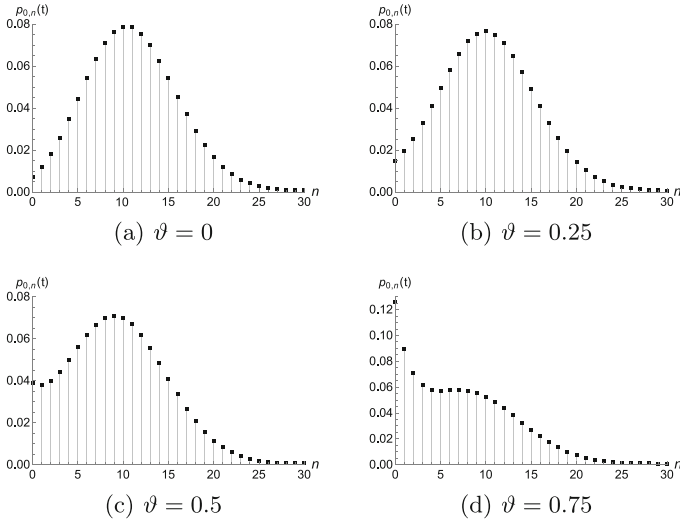 p0,n(t) p0,n(t)
0.08 0.08
0.06 0.06
0.04 0.04
0.02 0.02
0.00 n 0.00 n
0 5 10 15 20 25 30 0 5 10 15 20 25 30
(a) ϑ = 0 (b) ϑ = 0.25
p0,n(t) p0,n(t)
0.08
0.12
0.10
0.06
0.08
0.04 0.06
0.04
0.02
0.02
0.00 n 0.00 n
0 5 10 15 20 25 30 0 5 10 15 20 25 30
(c) ϑ = 0.5 (d) ϑ = 0.75